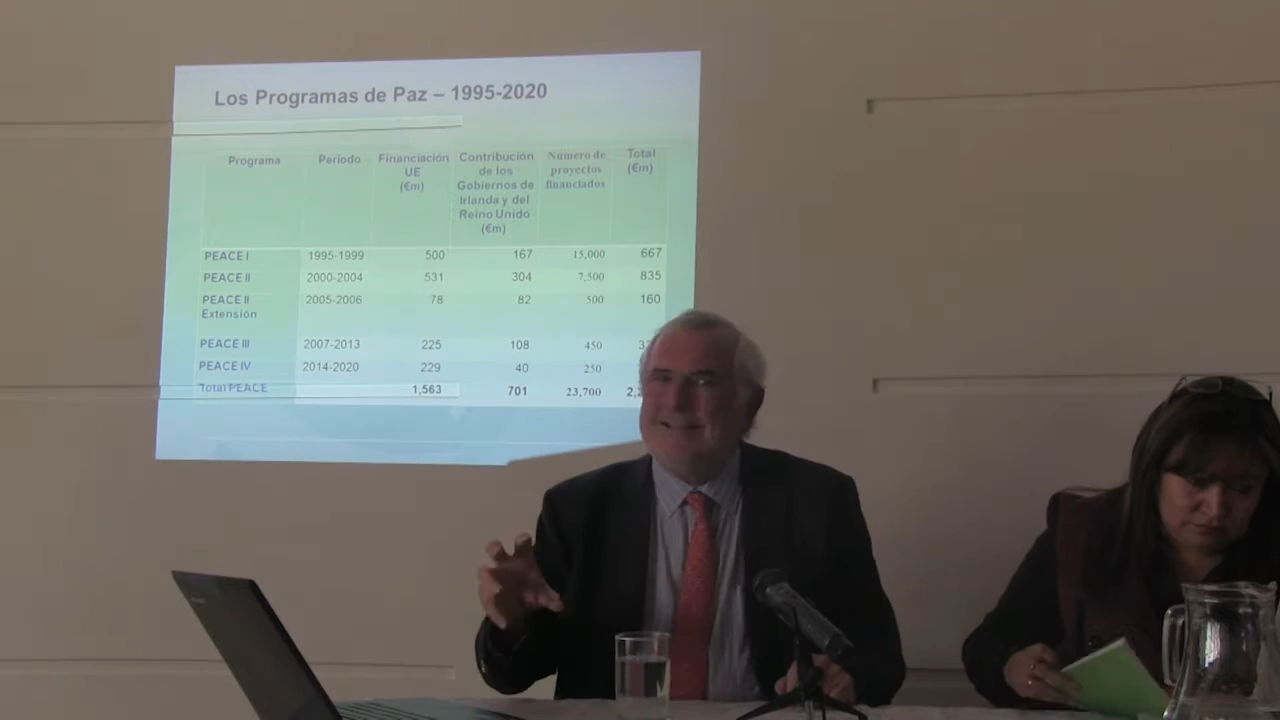 Los Programas de Paz – 1995-2020
Programa Periodo Financiación UE (€m) Contribución de los Gobiernos de Irlanda y del Reino Unido (€m) Número de proyectos financiados Total (€m)
PEACE I 1995-1999 500 167 15,000 667
PEACE II 2000-2004 531 304 7,500 835
PEACE II Extensión 2005-2006 78 82 500 160
PEACE III 2007-2013 225 108 450
PEACE IV 2014-2020 229 40 250
Total PEACE 1,563 701 23,700